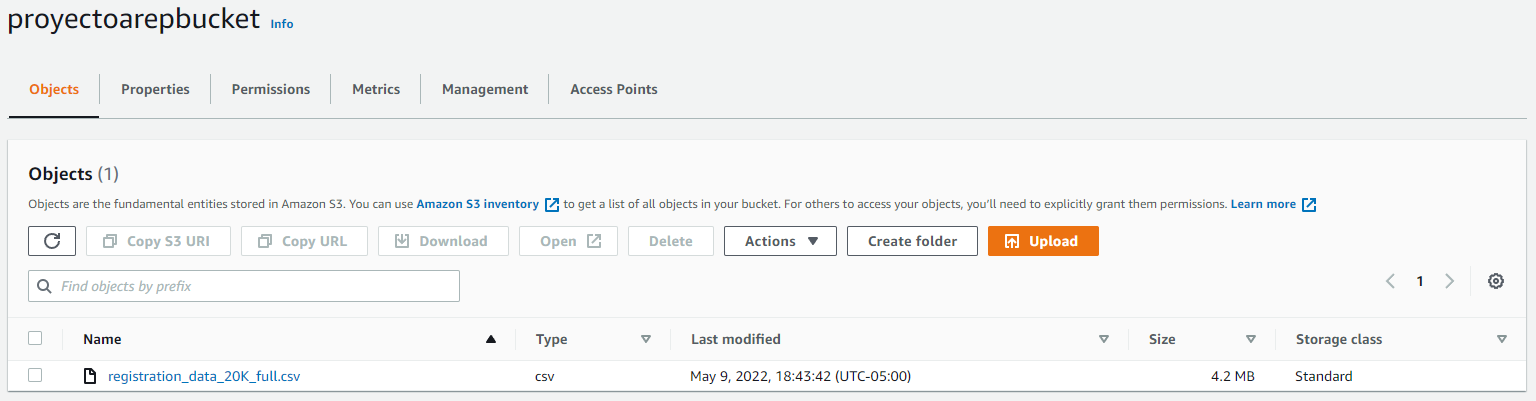 proyectoarepbucket Info
Objects Properties Permissions Metrics Management Access Points
Objects (1)
Objects are the fundamental entities stored in Amazon S3. You can use Amazon S3 inventory to get a list of all objects in your bucket. For others to access your objects, you'll need to explicitly grant them permissions. Learn more
Copy S3 URI Copy URL Download Open Delete Actions Create folder Upload
Find objects by prefix 1
Name Type Last modified Size Storage class
registration_data_20K_full.csv csv May 9, 2022, 18:43:42 (UTC-05:00) 4.2 MB Standard